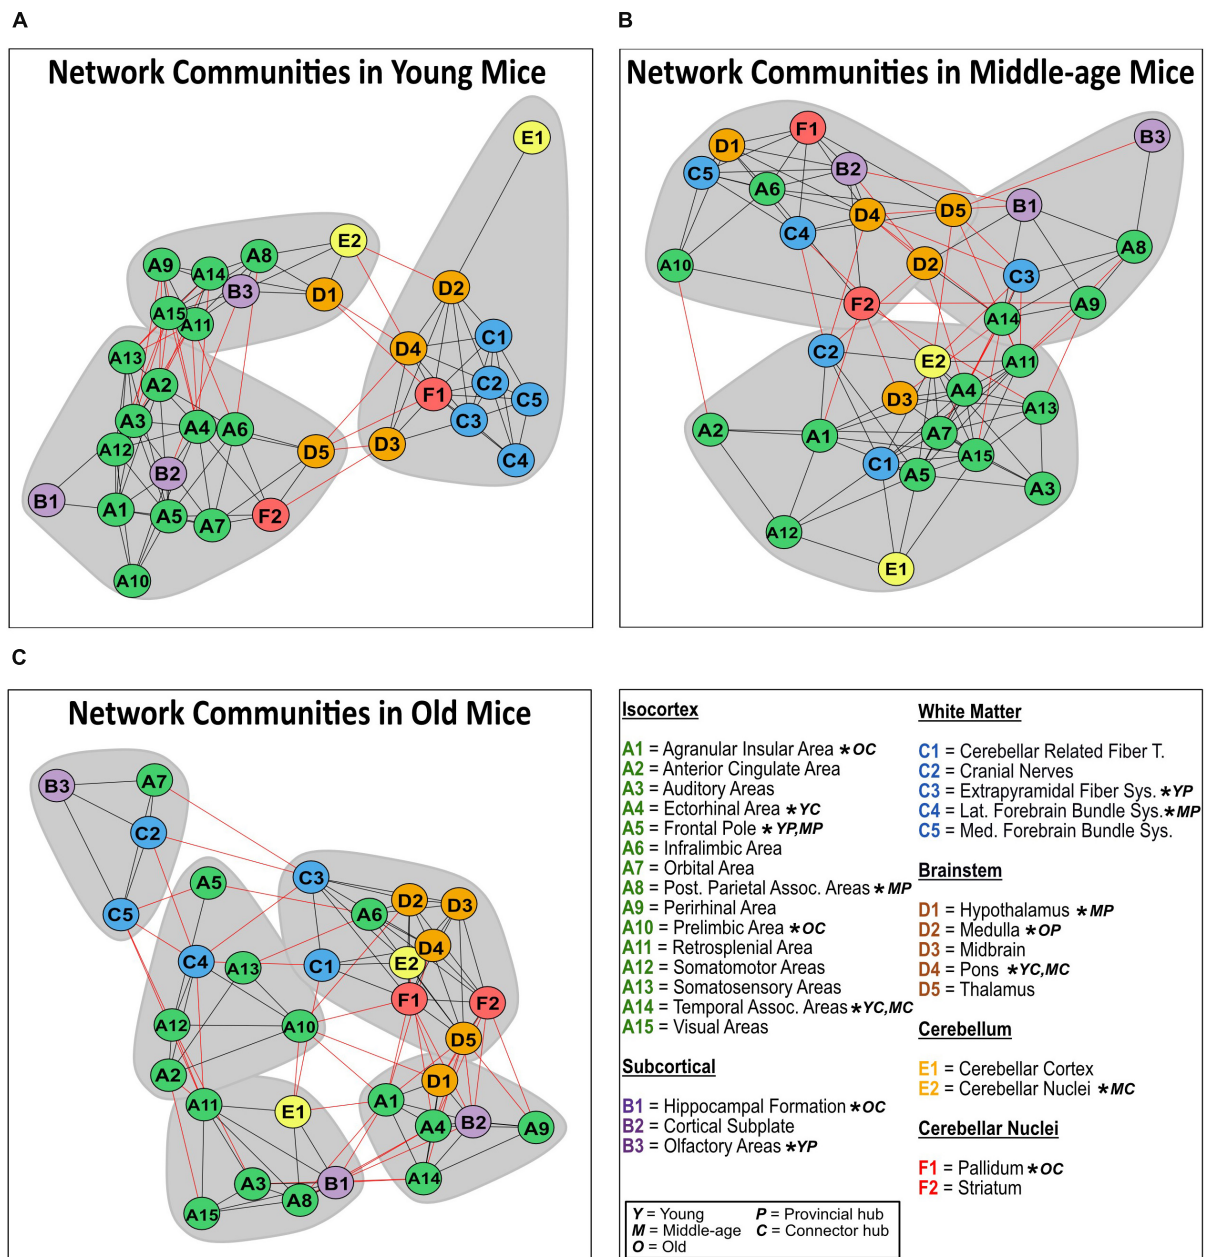 A
Network Communities in Young Mice
E1
E2
A8
A9
A14
B3
D1
D2
A15
A11
C1
D4
A13
A2
C2
F1
C5
A3
A4
A6
C3
A12
D3
D5
C4
B2
B1
A1
A5
A7
F2
A10
B
Network Communities in Middle-age Mice
F1
B3
D1
C5
B2
A6
D4
D5
B1
C4
A8
A10
D2
C3
F2
A9
A14
C2
E2
A11
D3
A4
A13
A2
A1
A7
C1
A15
A5
A3
A12
E1
C
Network Communities in Old Mice
B3
A7
C2
C3
A5
D2
D3
C5
A6
D4
C4
A13
C1
E2
F1
F2
A12
A10
D5
A2
D1
A11
E1
A1
A4
B2
A9
A3
B1
A14
A8
A15
Isocortex
A1 = Agranular Insular Area *OC
A2 = Anterior Cingulate Area
A3 = Auditory Areas
A4 = Ectorhinal Area *YC
A5 = Frontal Pole *YP,MP
A6 = Infralimbic Area
A7 = Orbital Area
A8 = Post. Parietal Assoc. Areas *MP
A9 = Perirhinal Area
A10 = Prelimbic Area *OC
A11 = Retrosplenial Area
A12 = Somatomotor Areas
A13 = Somatosensory Areas
A14 = Temporal Assoc. Areas *YC,MC
A15 = Visual Areas
Subcortical
B1 = Hippocampal Formation *OC
B2 = Cortical Subplate
B3 = Olfactory Areas *YP
Y = Young P = Provincial hub
M = Middle-age C = Connector hub
O = Old
White Matter
C1 = Cerebellar Related Fiber T.
C2 = Cranial Nerves
C3 = Extrapyramidal Fiber Sys. *YP
C4 = Lat. Forebrain Bundle Sys.*MP
C5 = Med. Forebrain Bundle Sys.
Brainstem
D1 = Hypothalamus *MP
D2 = Medulla *OP
D3 = Midbrain
D4 = Pons *YC,MC
D5 = Thalamus
Cerebellum
E1 = Cerebellar Cortex
E2 = Cerebellar Nuclei *MC
Cerebellar Nuclei
F1 = Pallidum *OC
F2 = Striatum